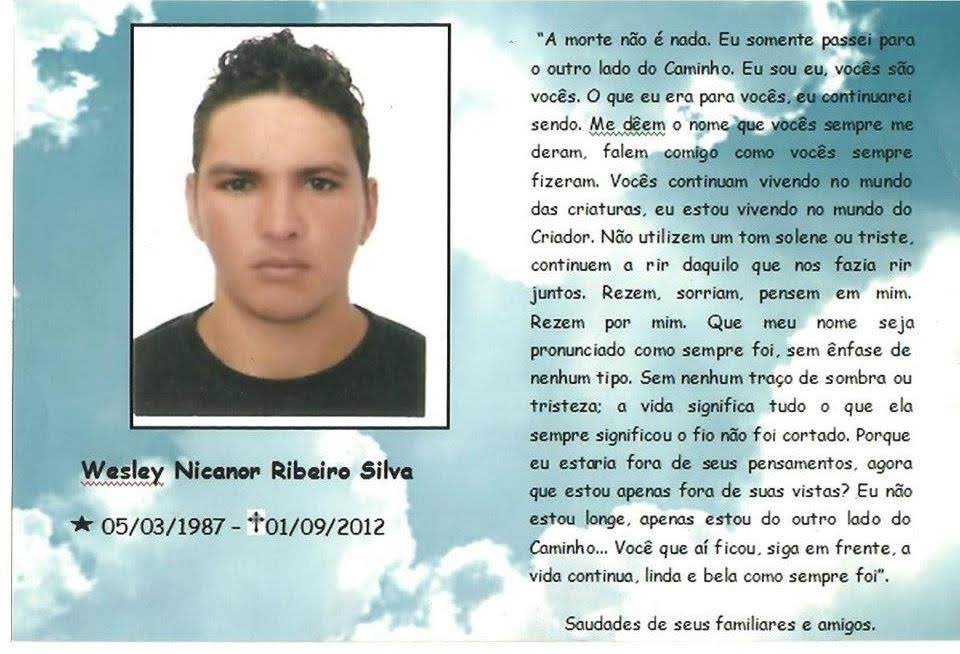 “A morte não é nada. Eu somente passei para
o outro lado do Caminho. Eu sou eu, vocês são
vocês. O que eu era para vocês, eu continuarei
sendo. Me dêem o nome que vocês sempre me
deram, falem comigo como vocês sempre
fizeram. Vocês continuam vivendo no mundo
das criaturas, eu estou vivendo no mundo do
Criador. Não utilizem um tom solene ou triste,
continuem a rir daquilo que nos fazia rir
juntos. Rezem, sorriam, pensem em mim.
Rezem por mim. Que meu nome seja
pronunciado como sempre foi, sem ênfase de
nenhum tipo. Sem nenhum traço de sombra ou
tristeza; a vida significa tudo o que ela
sempre significou o fio não foi cortado. Porque
eu estaria fora de seus pensamentos, agora
que estou apenas fora de suas vistas? Eu não
estou longe, apenas estou do outro lado do
Caminho... Você que aí ficou, siga em frente, a
vida continua, linda e bela como sempre foi”.
Saudades de seus familiares e amigos.
Wesley Nicanor Ribeiro Silva
★ 05/03/1987 – ✝01/09/2012